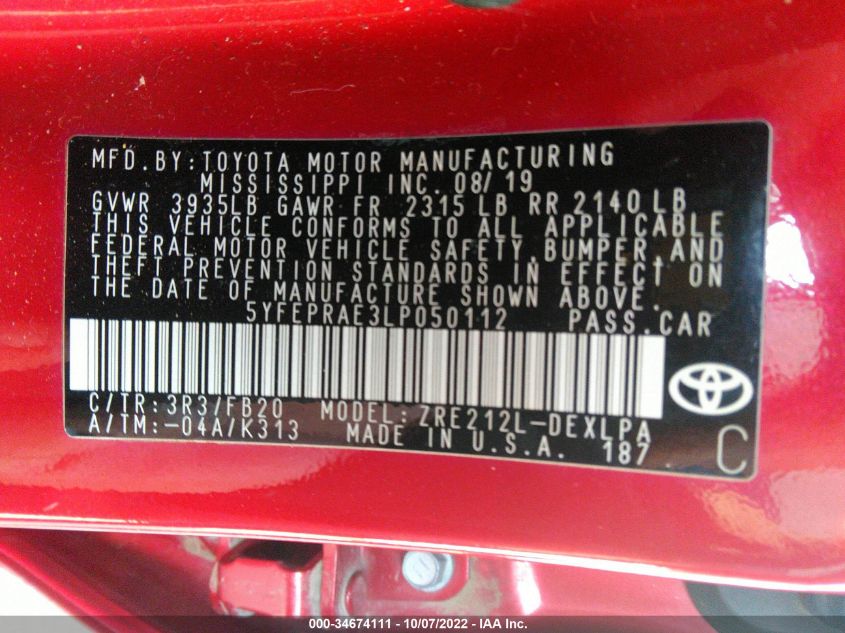 MFD.BY:TOYOTA MOTOR MANUFACTURING
MISSISSIPPI INC. 08/19
GVWR 3935LB GAWR FR 2315 LB RR 2140 LB
THIS VEHICLE CONFORMS TO ALL APPLICABLE
FEDERAL MOTOR VEHICLE SAFETY,BUMPER,AND
THEFT PREVENTION STANDARDS IN EFFECT ON
THE DATE OF MANUFACTURE SHOWN ABOVE.
5YFEPRAE3LP050112 PASS.CAR
C/TR:3R3/FB20 MODEL:ZRE212L-DEXLPA
A/TM:-04A/K313 MADE IN U.S.A. 187
C
000-34674111 - 10/07/2022 - IAA Inc.